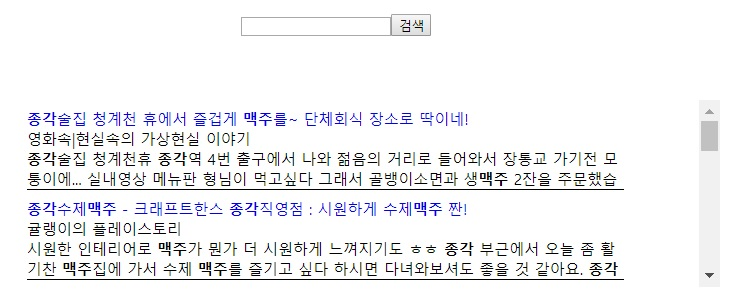 검색
종각술집 청계천 휴에서 즐겁게 맥주를~ 단체회식 장소로 딱이네!
영화속|현실속의 가상현실 이야기
종각술집 청계천휴 종각역 4번 출구에서 나와 젊음의 거리로 들어와서 장통교 가기전 모
퉁이에... 실내영상 메뉴판 형님이 먹고싶다 그래서 골뱅이소면과 생맥주 2잔을 주문했습
종각수제맥주 - 크래프트한스 종각직영점 : 시원하게 수제맥주 짠!
귤랭이의 플레이스토리
시원한 인테리어로 맥주가 뭔가 더 시원하게 느껴지기도 ㅎㅎ 종각 부근에서 오늘 좀 활
기찬 맥주집에 가서 수제 맥주를 즐기고 싶다 하시면 다녀와보셔도 좋을 것 같아요. 종각